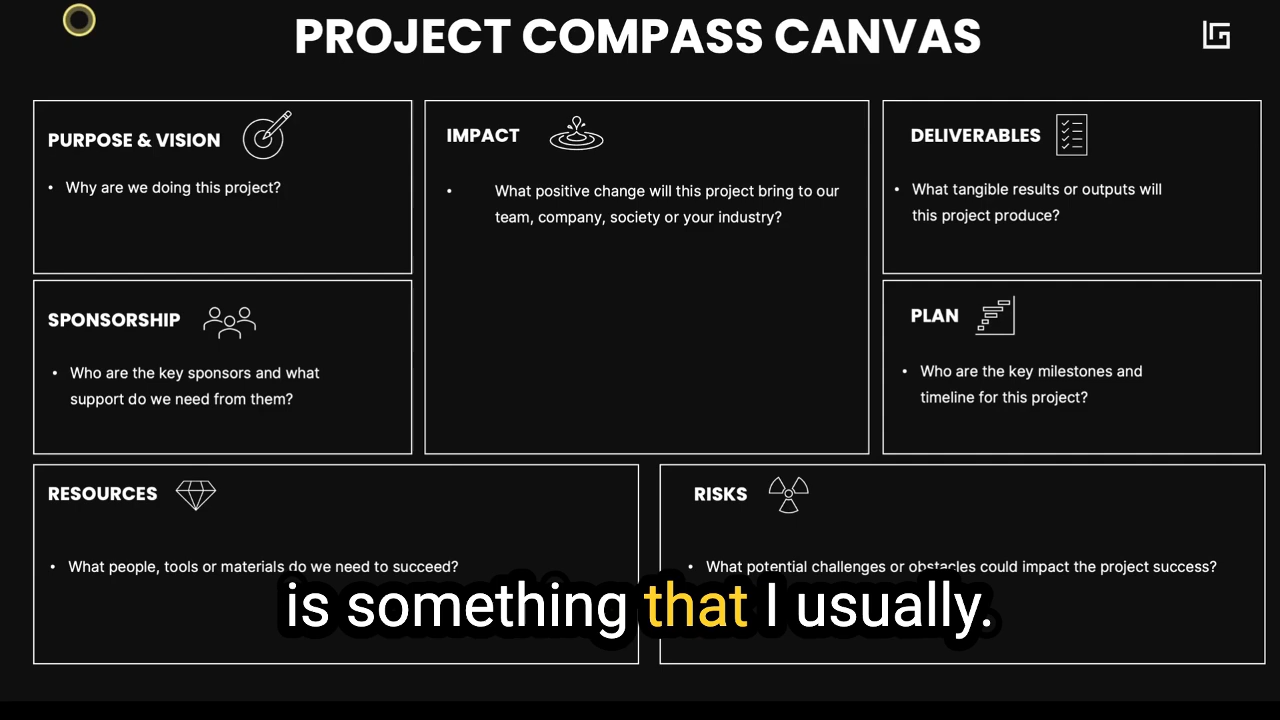 PROJECT COMPASS CANVAS
PURPOSE & VISION
• Why are we doing this project?
IMPACT
• What positive change will this project bring to our
team, company, society or your industry?
DELIVERABLES
• What tangible results or outputs will
this project produce?
SPONSORSHIP
• Who are the key sponsors and what
support do we need from them?
PLAN
• Who are the key milestones and
timeline for this project?
RESOURCES
• What people, tools or materials do we need to succeed?
RISKS
• What potential challenges or obstacles could impact the project success?
is something that I usually.